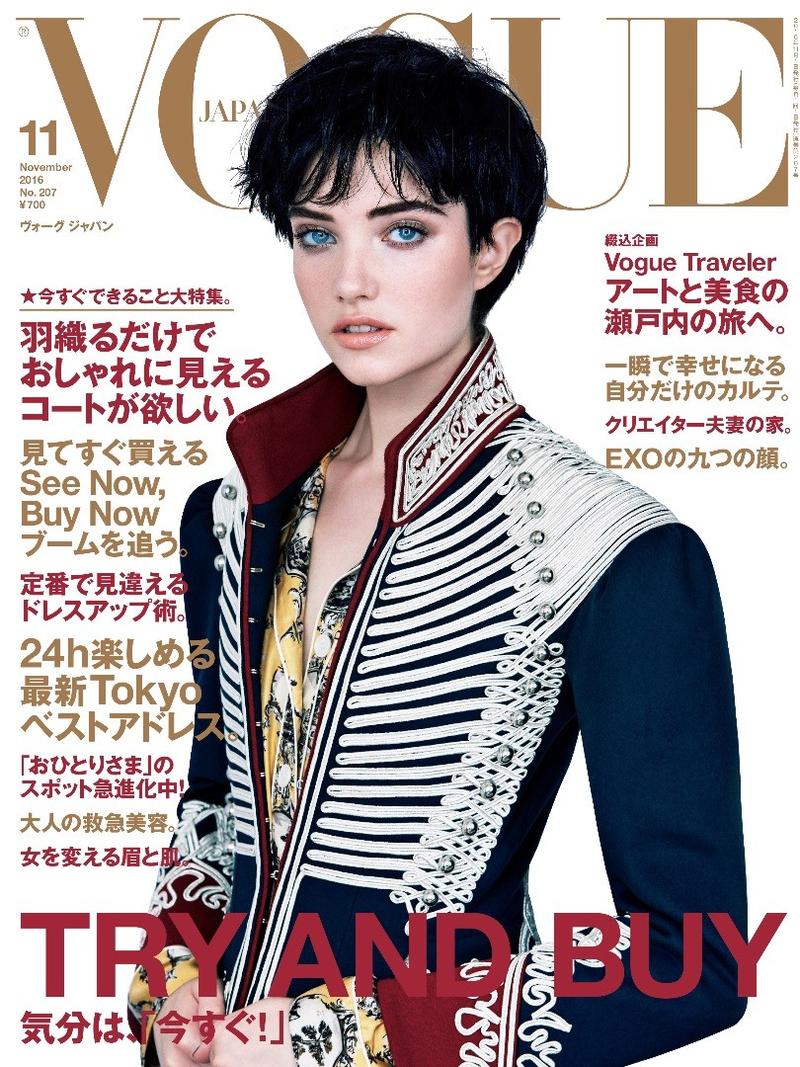 VOGUE
JAPAN
11
November
2016
No. 207
¥700
ヴォーグ ジャパン
★今すぐできること大特集。
羽織るだけで
おしゃれに見える
コートが欲しい。
見てすぐ買える
See Now,
Buy Now
ブームを追う。
定番で見違える
ドレスアップ術。
24h楽しめる
最新Tokyo
ベストアドレス。
「おひとりさま」の
スポット急進化中!
大人の救急美容。
女を変える眉と肌。
綴込企画
Vogue Traveler
アートと美食の
瀬戸内の旅へ。
一瞬で幸せになる
自分だけのカルテ。
クリエイター夫妻の家。
EXOの九つの顔。
TRY AND BUY
気分は、「今すぐ!」